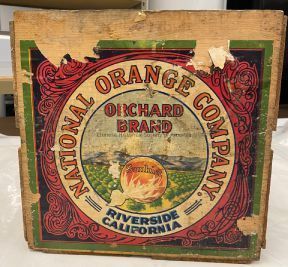 NATIONAL ORANGE COMPANY.
ORCHARD
BRAND
RIVERSIDE
CALIFORNIA